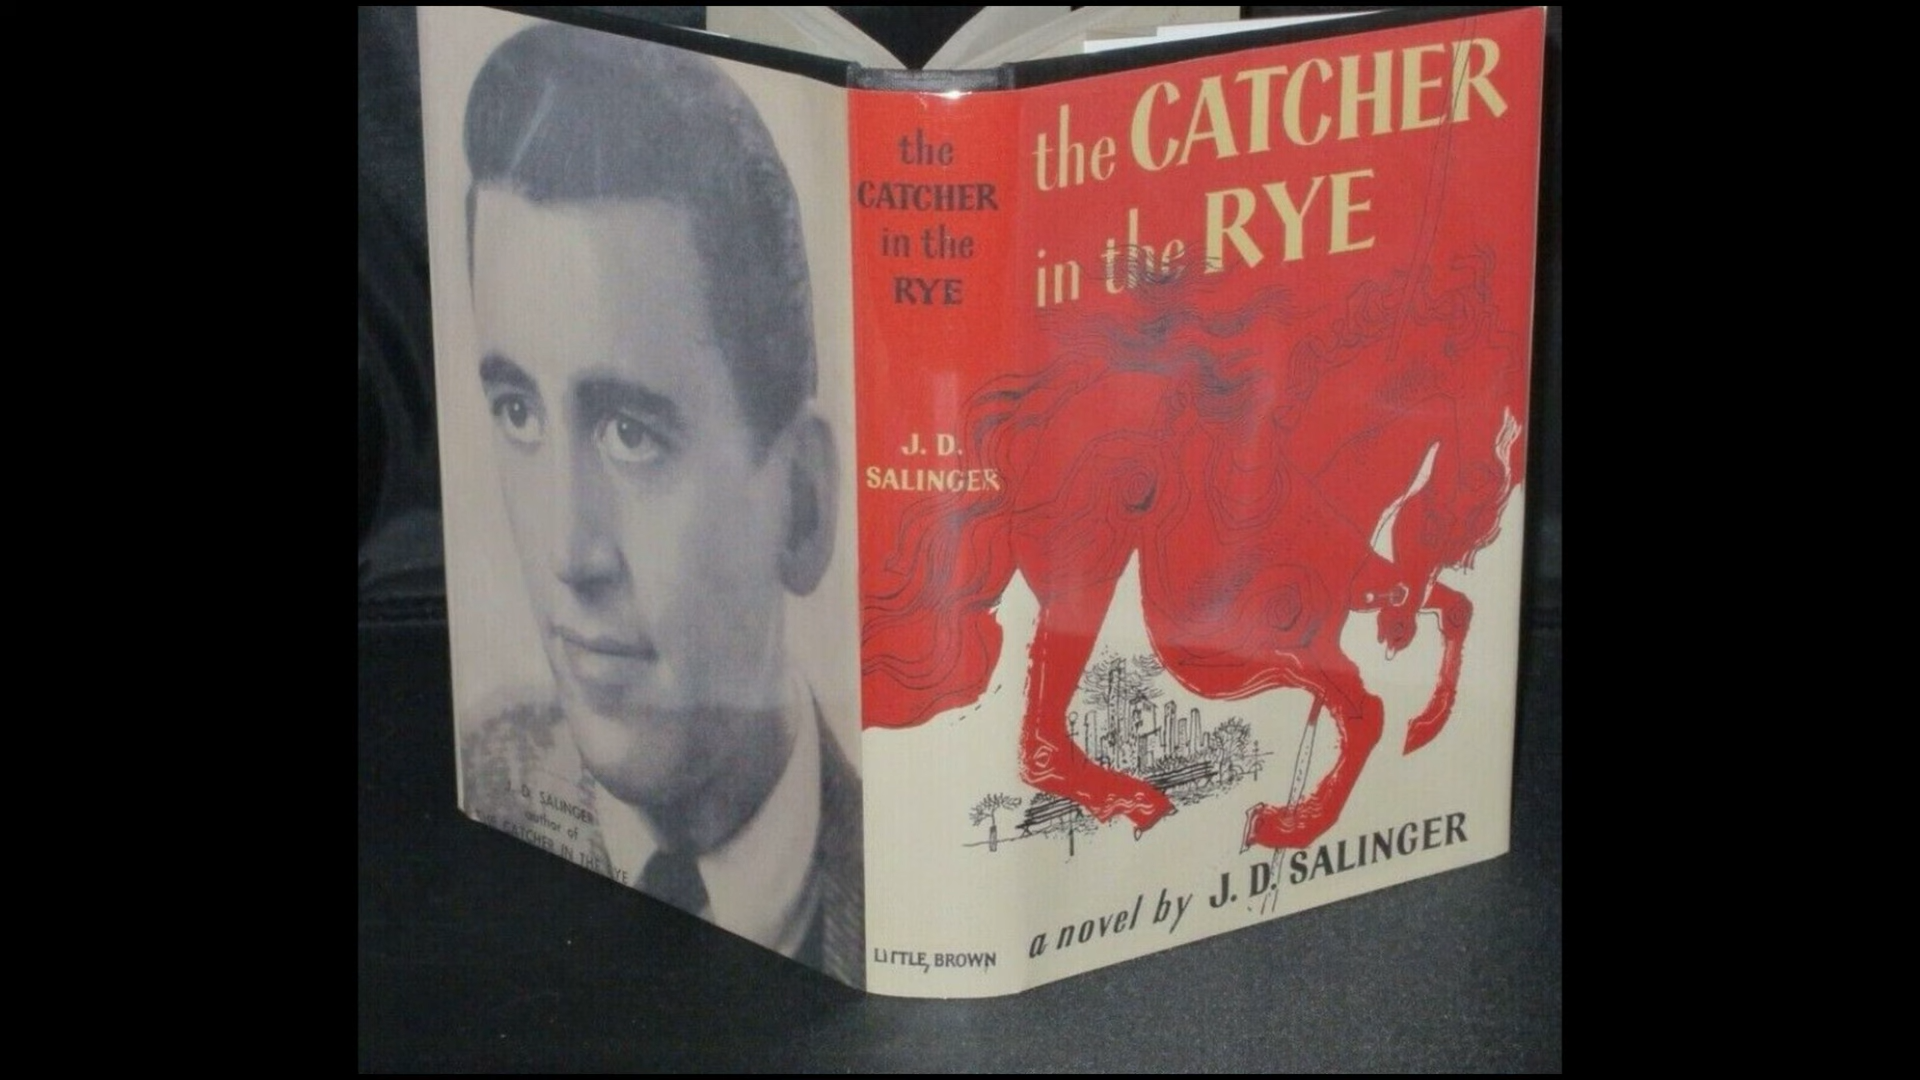 J. D. SALINGER
author of
THE CATCHER IN THE RYE
the
CATCHER
in the
RYE
J. D.
SALINGER
LITTLE, BROWN
the CATCHER
in the RYE
a novel by J. D. SALINGER